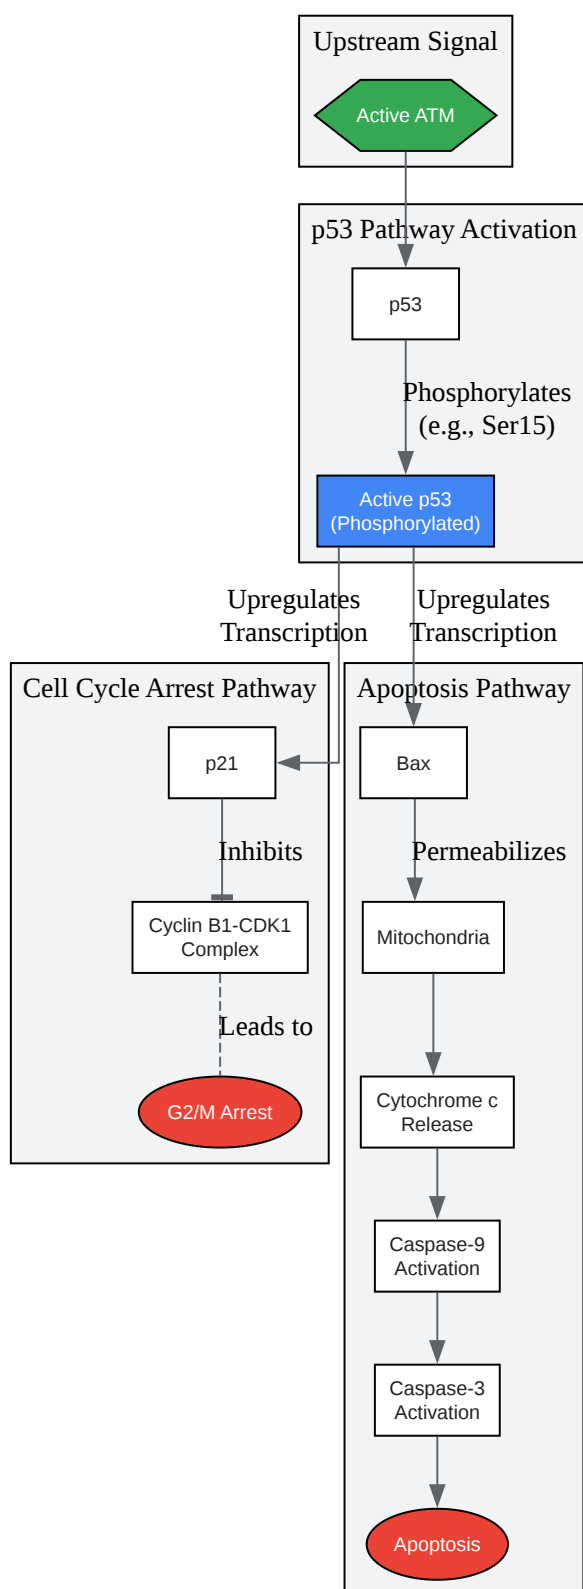 Upstream Signal
Active ATM
p53 Pathway Activation
p53
Phosphorylates
(e.g., Ser15)
Active p53
(Phosphorylated)
Upregulates
Transcription
Upregulates
Transcription
Cell Cycle Arrest Pathway
p21
Inhibits
Cyclin B1-CDK1
Complex
Leads to
G2/M Arrest
Apoptosis Pathway
Bax
Permeabilizes
Mitochondria
Cytochrome c
Release
Caspase-9
Activation
Caspase-3
Activation
Apoptosis